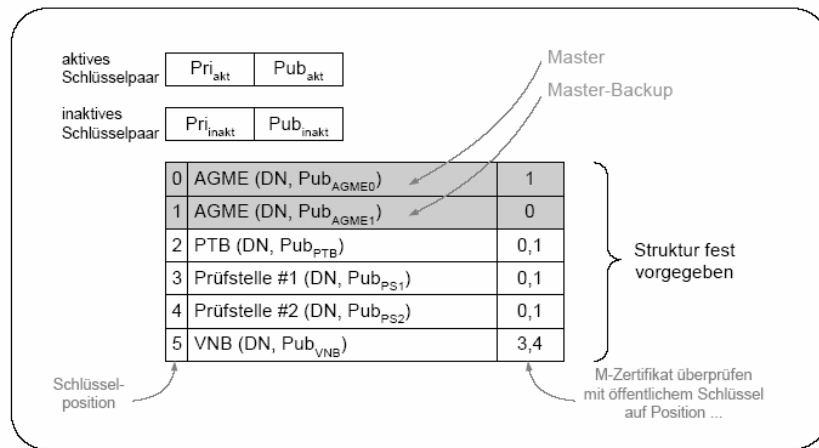 aktives
Schlüsselpaar
Pri_akt Pub_akt
Master
inaktives
Schlüsselpaar
Pri_inakt Pub_inakt
Master-Backup
0 AGME (DN, Pub_AGME0) 1
1 AGME (DN, Pub_AGME1) 0
2 PTB (DN, Pub_PTB) 0,1
3 Prüfstelle #1 (DN, Pub_PS1) 0,1
4 Prüfstelle #2 (DN, Pub_PS2) 0,1
5 VNB (DN, Pub_VNB) 3,4
Struktur fest
vorgegeben
Schlüssel-
position
M-Zertifikat überprüfen
mit öffentlichem Schlüssel
auf Position ...